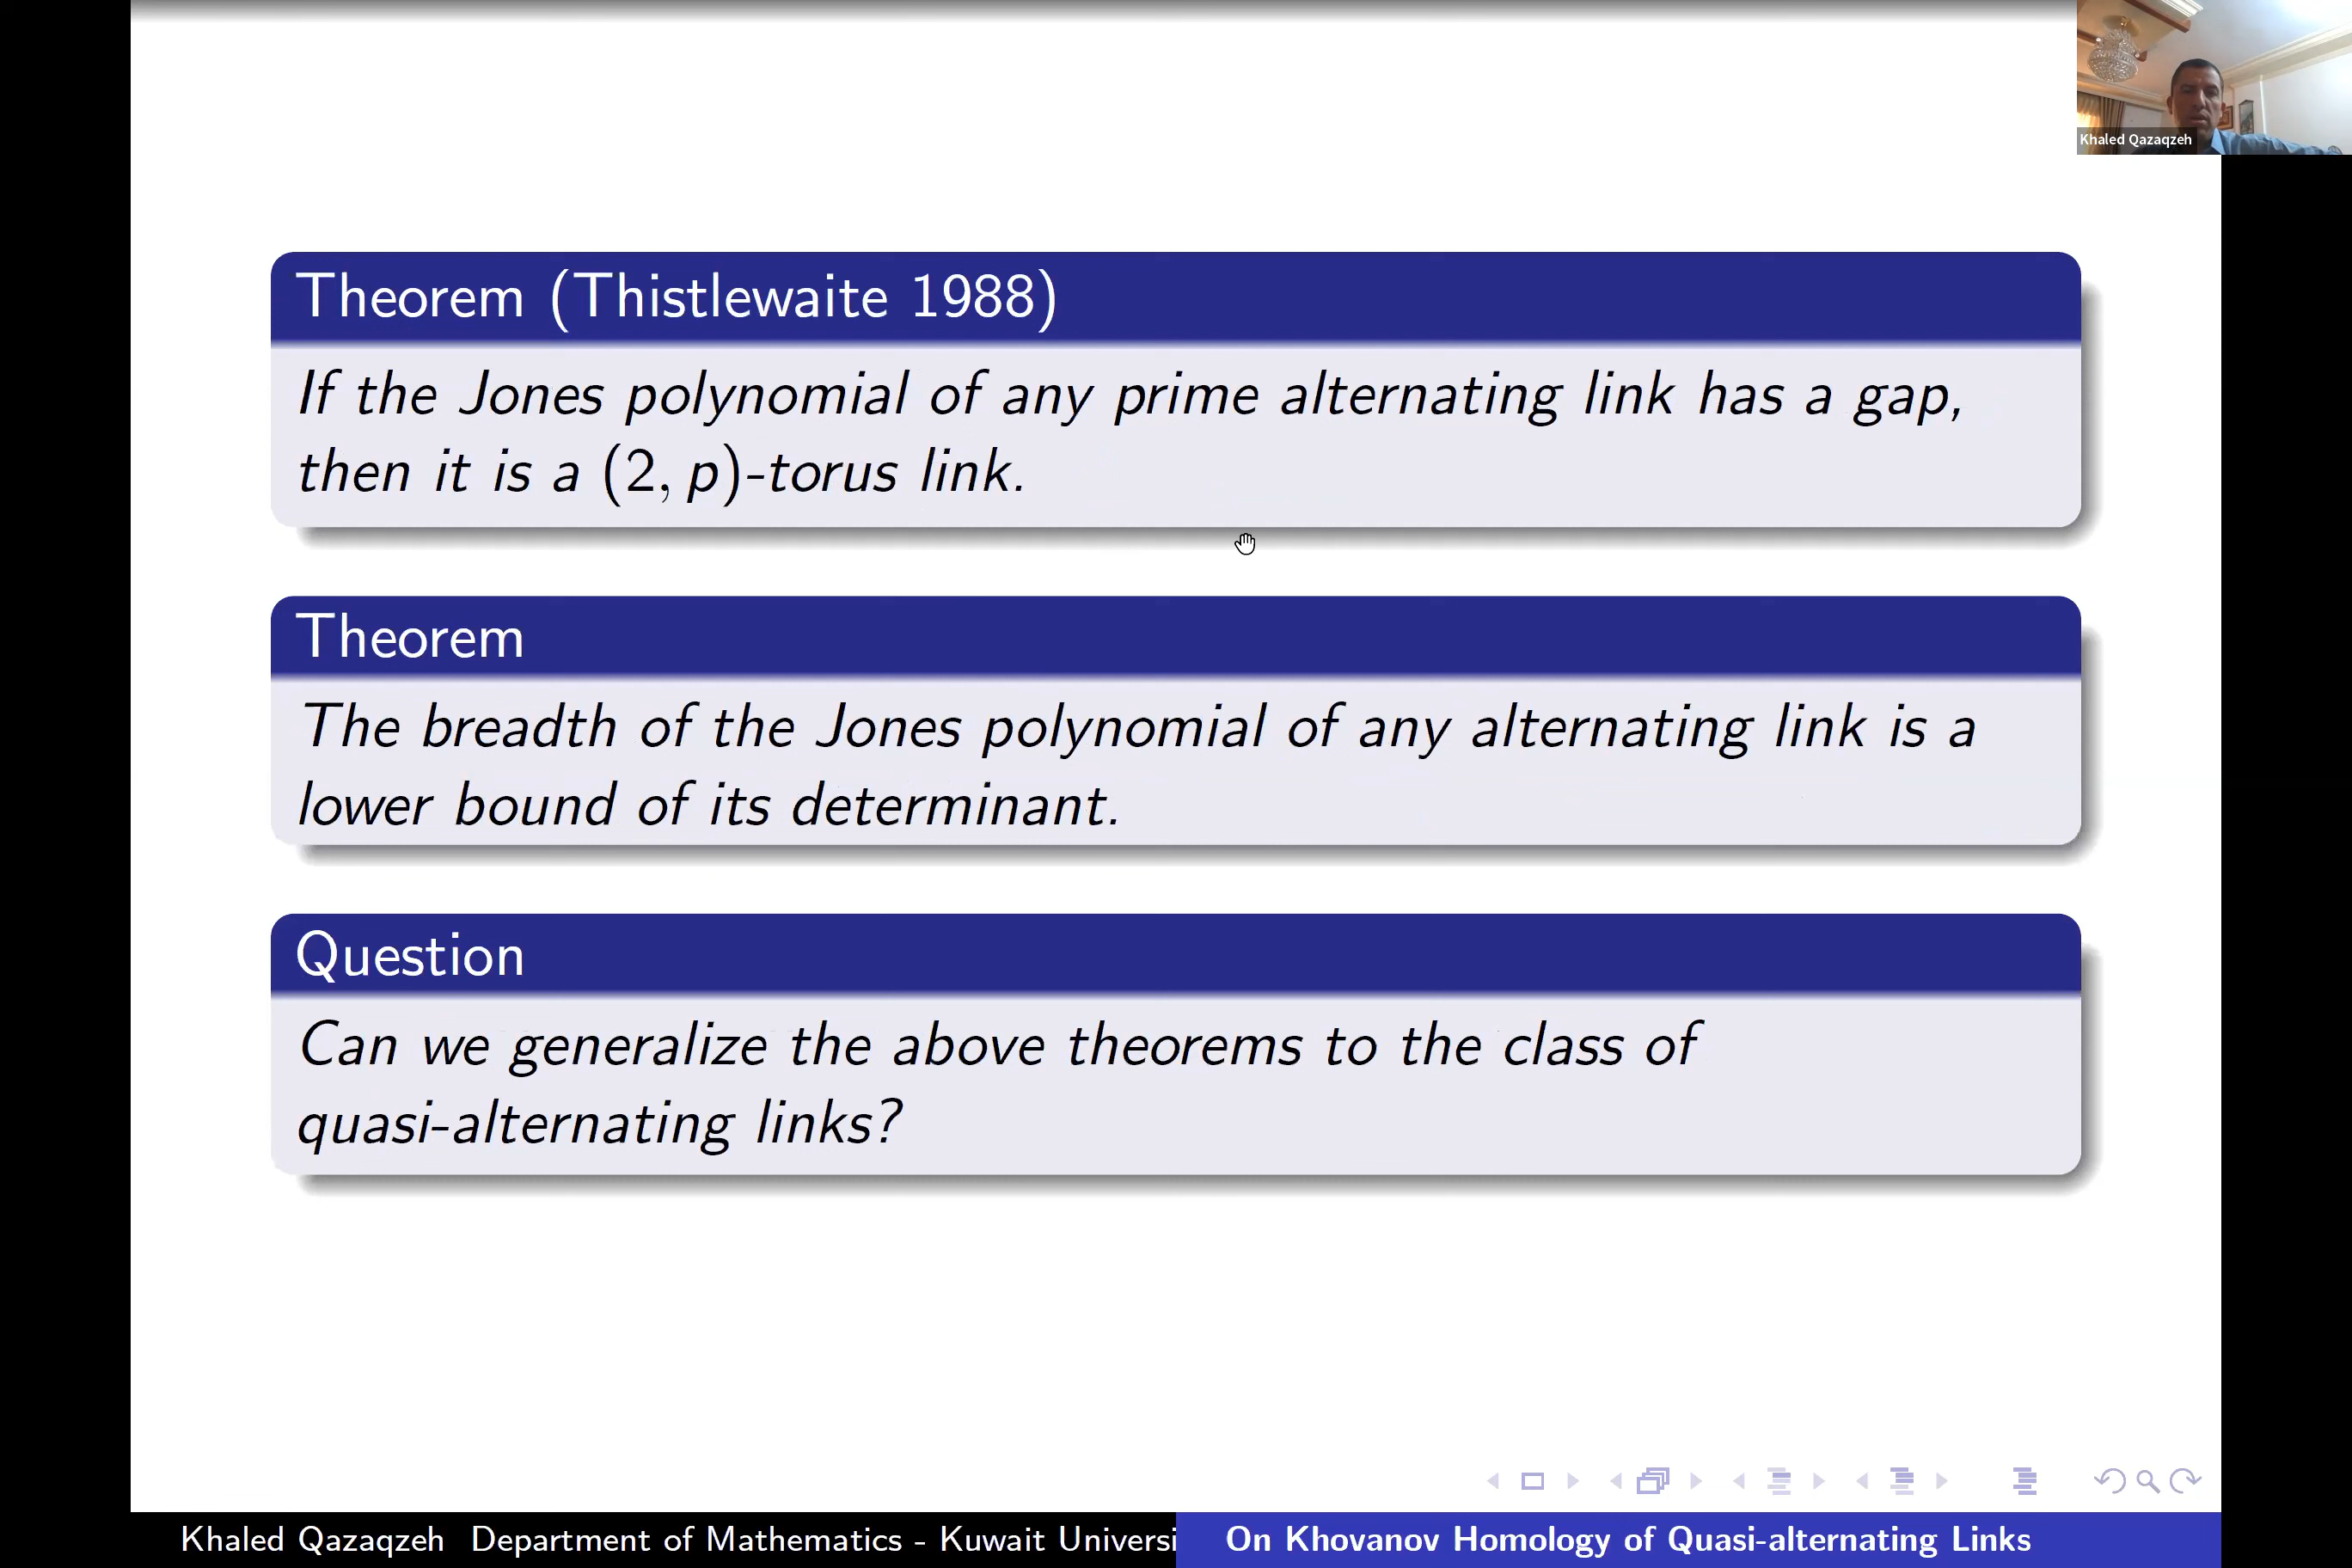 Khaled Qazaqzeh
Theorem (Thistlewaite 1988)
If the Jones polynomial of any prime alternating link has a gap,
then it is a (2, p)-torus link.
Theorem
The breadth of the Jones polynomial of any alternating link is a
lower bound of its determinant.
Question
Can we generalize the above theorems to the class of
quasi-alternating links?
Khaled Qazaqzeh Department of Mathematics - Kuwait Universi
On Khovanov Homology of Quasi-alternating Links